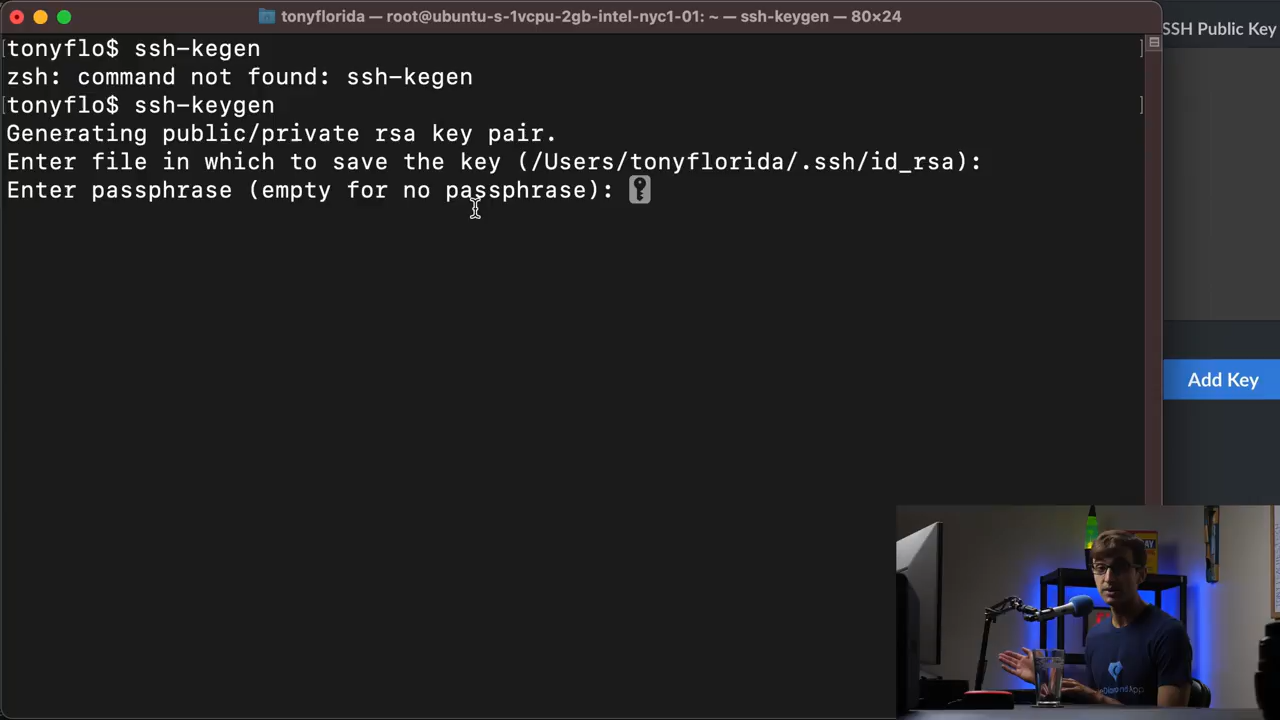 tonyflorida — root@ubuntu-s-1vcpu-2gb-intel-nyc1-01: ~ — ssh-keygen — 80×24
SSH Public Key
[tonyflo$ ssh-kegen ]
zsh: command not found: ssh-kegen
[tonyflo$ ssh-keygen ]
Generating public/private rsa key pair.
Enter file in which to save the key (/Users/tonyflorida/.ssh/id_rsa):
Enter passphrase (empty for no passphrase):
Add Key